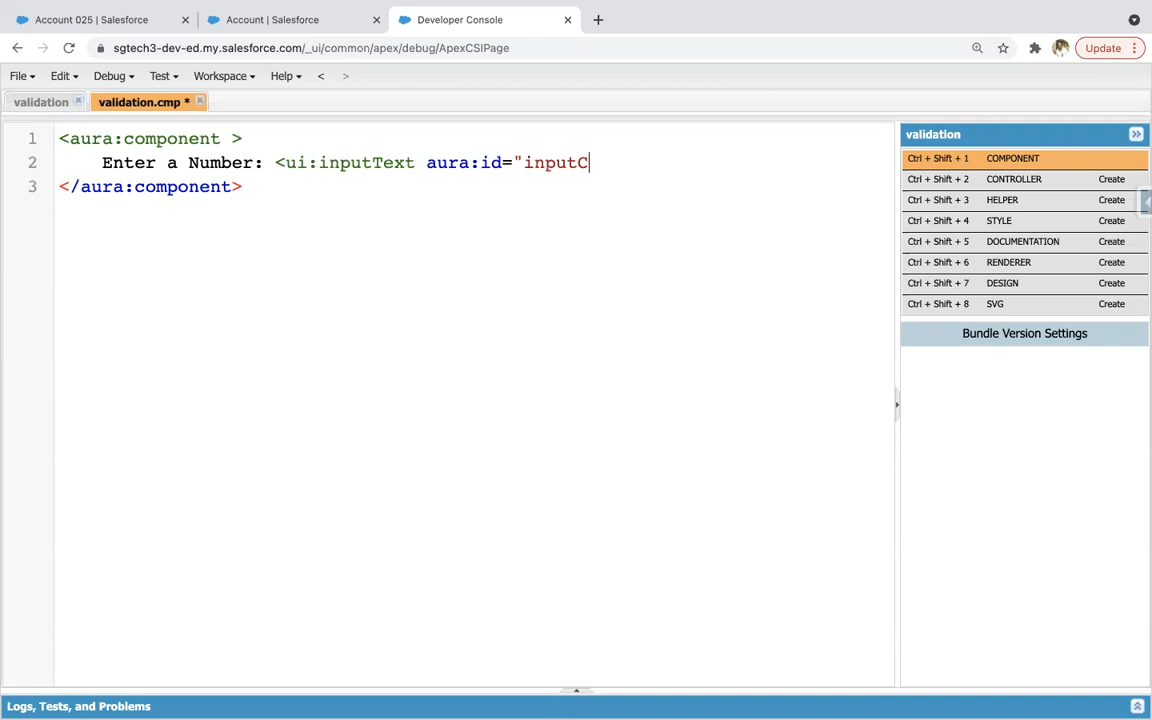 Account 025 | Salesforce
Account | Salesforce
Developer Console
sgtech3-dev-ed.my.salesforce.com/_ui/common/apex/debug/ApexCSIPage
Update
File Edit Debug Test Workspace Help < >
validation
validation.cmp *
1 <aura:component >
2 Enter a Number: <ui:inputText aura:id="inputC
3 </aura:component>
validation
Ctrl + Shift + 1 COMPONENT
Ctrl + Shift + 2 CONTROLLER Create
Ctrl + Shift + 3 HELPER Create
Ctrl + Shift + 4 STYLE Create
Ctrl + Shift + 5 DOCUMENTATION Create
Ctrl + Shift + 6 RENDERER Create
Ctrl + Shift + 7 DESIGN Create
Ctrl + Shift + 8 SVG Create
Bundle Version Settings
Logs, Tests, and Problems